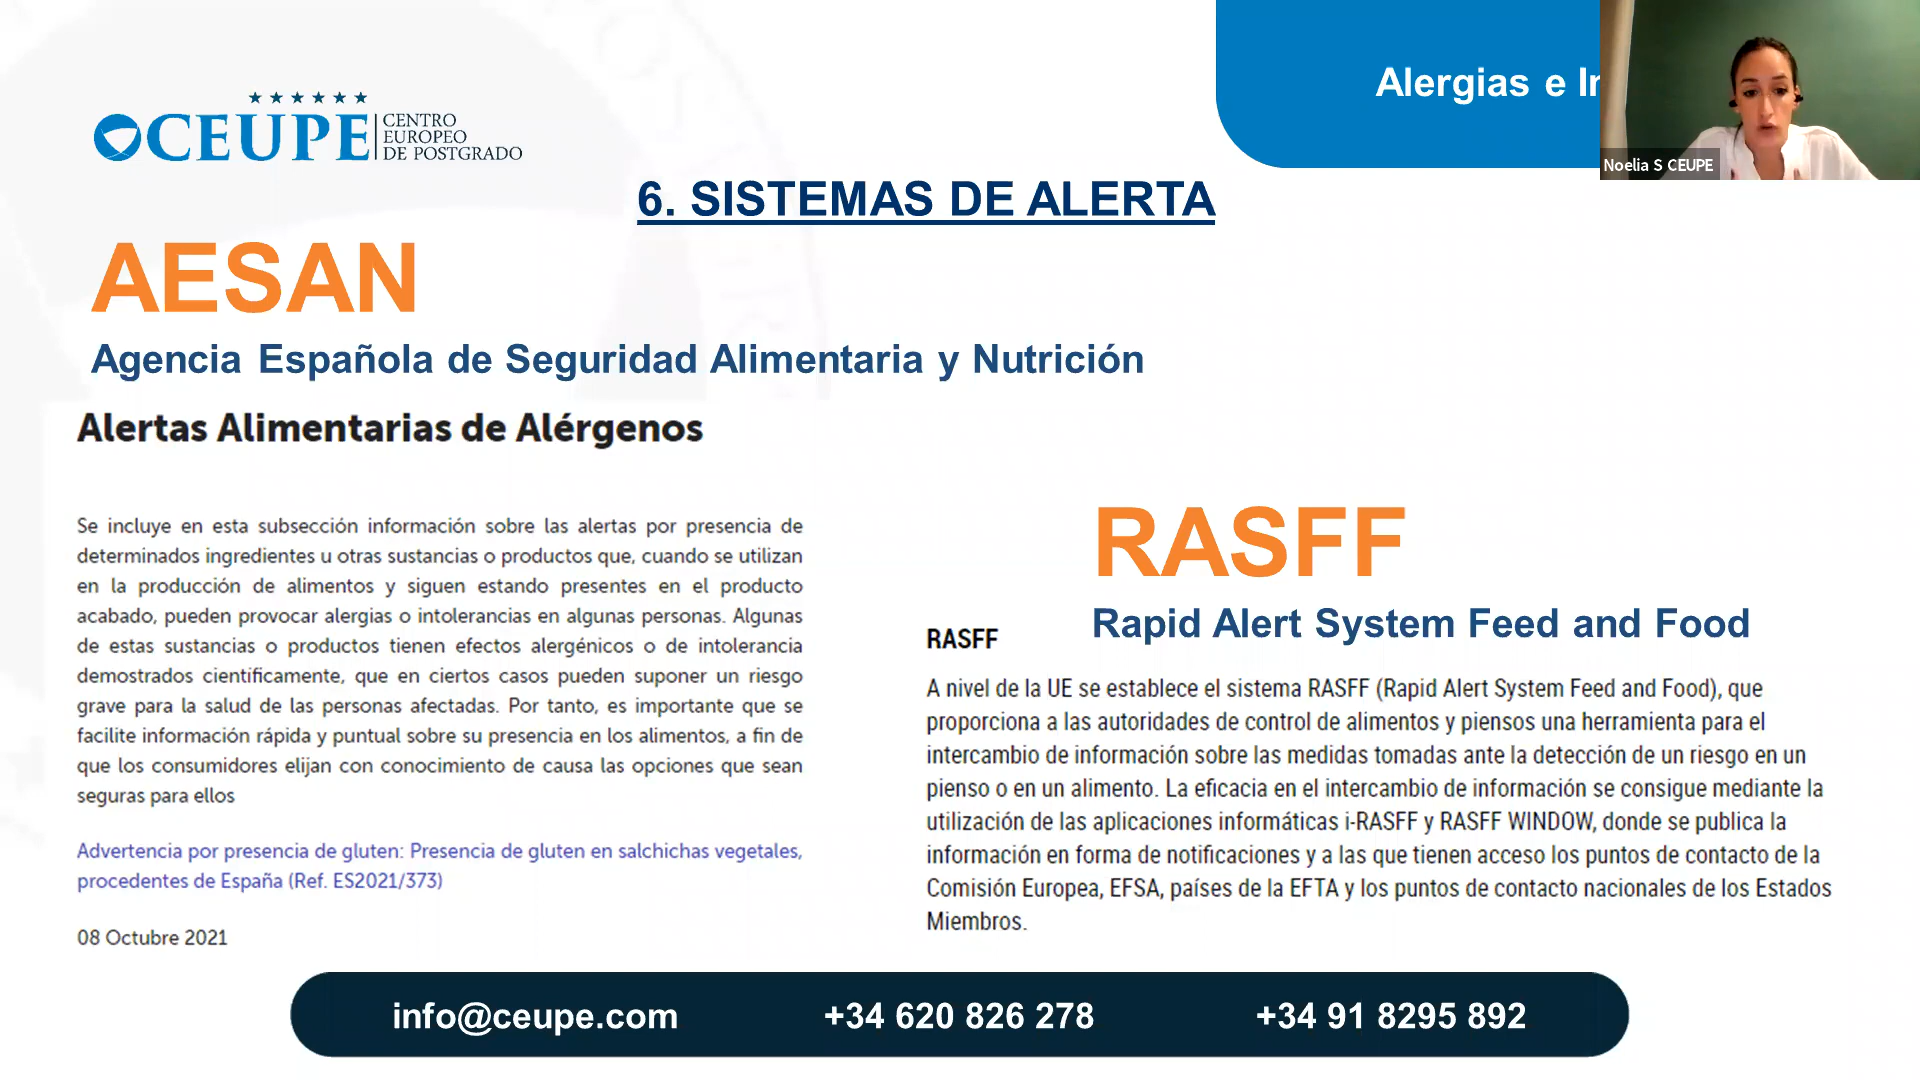 CEUPE
CENTRO
EUROPEO
DE POSTGRADO
Alergias e In
Noelia S CEUPE
6. SISTEMAS DE ALERTA
AESAN
Agencia Española de Seguridad Alimentaria y Nutrición
Alertas Alimentarias de Alérgenos
Se incluye en esta subsección información sobre las alertas por presencia de
determinados ingredientes u otras sustancias o productos que, cuando se utilizan
en la producción de alimentos y siguen estando presentes en el producto
acabado, pueden provocar alergias o intolerancias en algunas personas. Algunas
de estas sustancias o productos tienen efectos alergénicos o de intolerancia
demostrados científicamente, que en ciertos casos pueden suponer un riesgo
grave para la salud de las personas afectadas. Por tanto, es importante que se
facilite información rápida y puntual sobre su presencia en los alimentos, a fin de
que los consumidores elijan con conocimiento de causa las opciones que sean
seguras para ellos
Advertencia por presencia de gluten: Presencia de gluten en salchichas vegetales,
procedentes de España (Ref. ES2021/373)
08 Octubre 2021
RASFF
Rapid Alert System Feed and Food
RASFF
A nivel de la UE se establece el sistema RASFF (Rapid Alert System Feed and Food), que
proporciona a las autoridades de control de alimentos y piensos una herramienta para el
intercambio de información sobre las medidas tomadas ante la detección de un riesgo en un
pienso o en un alimento. La eficacia en el intercambio de información se consigue mediante la
utilización de las aplicaciones informáticas i-RASFF y RASFF WINDOW, donde se publica la
información en forma de notificaciones y a las que tienen acceso los puntos de contacto de la
Comisión Europea, EFSA, países de la EFTA y los puntos de contacto nacionales de los Estados
Miembros.
info@ceupe.com
+34 620 826 278
+34 91 8295 892